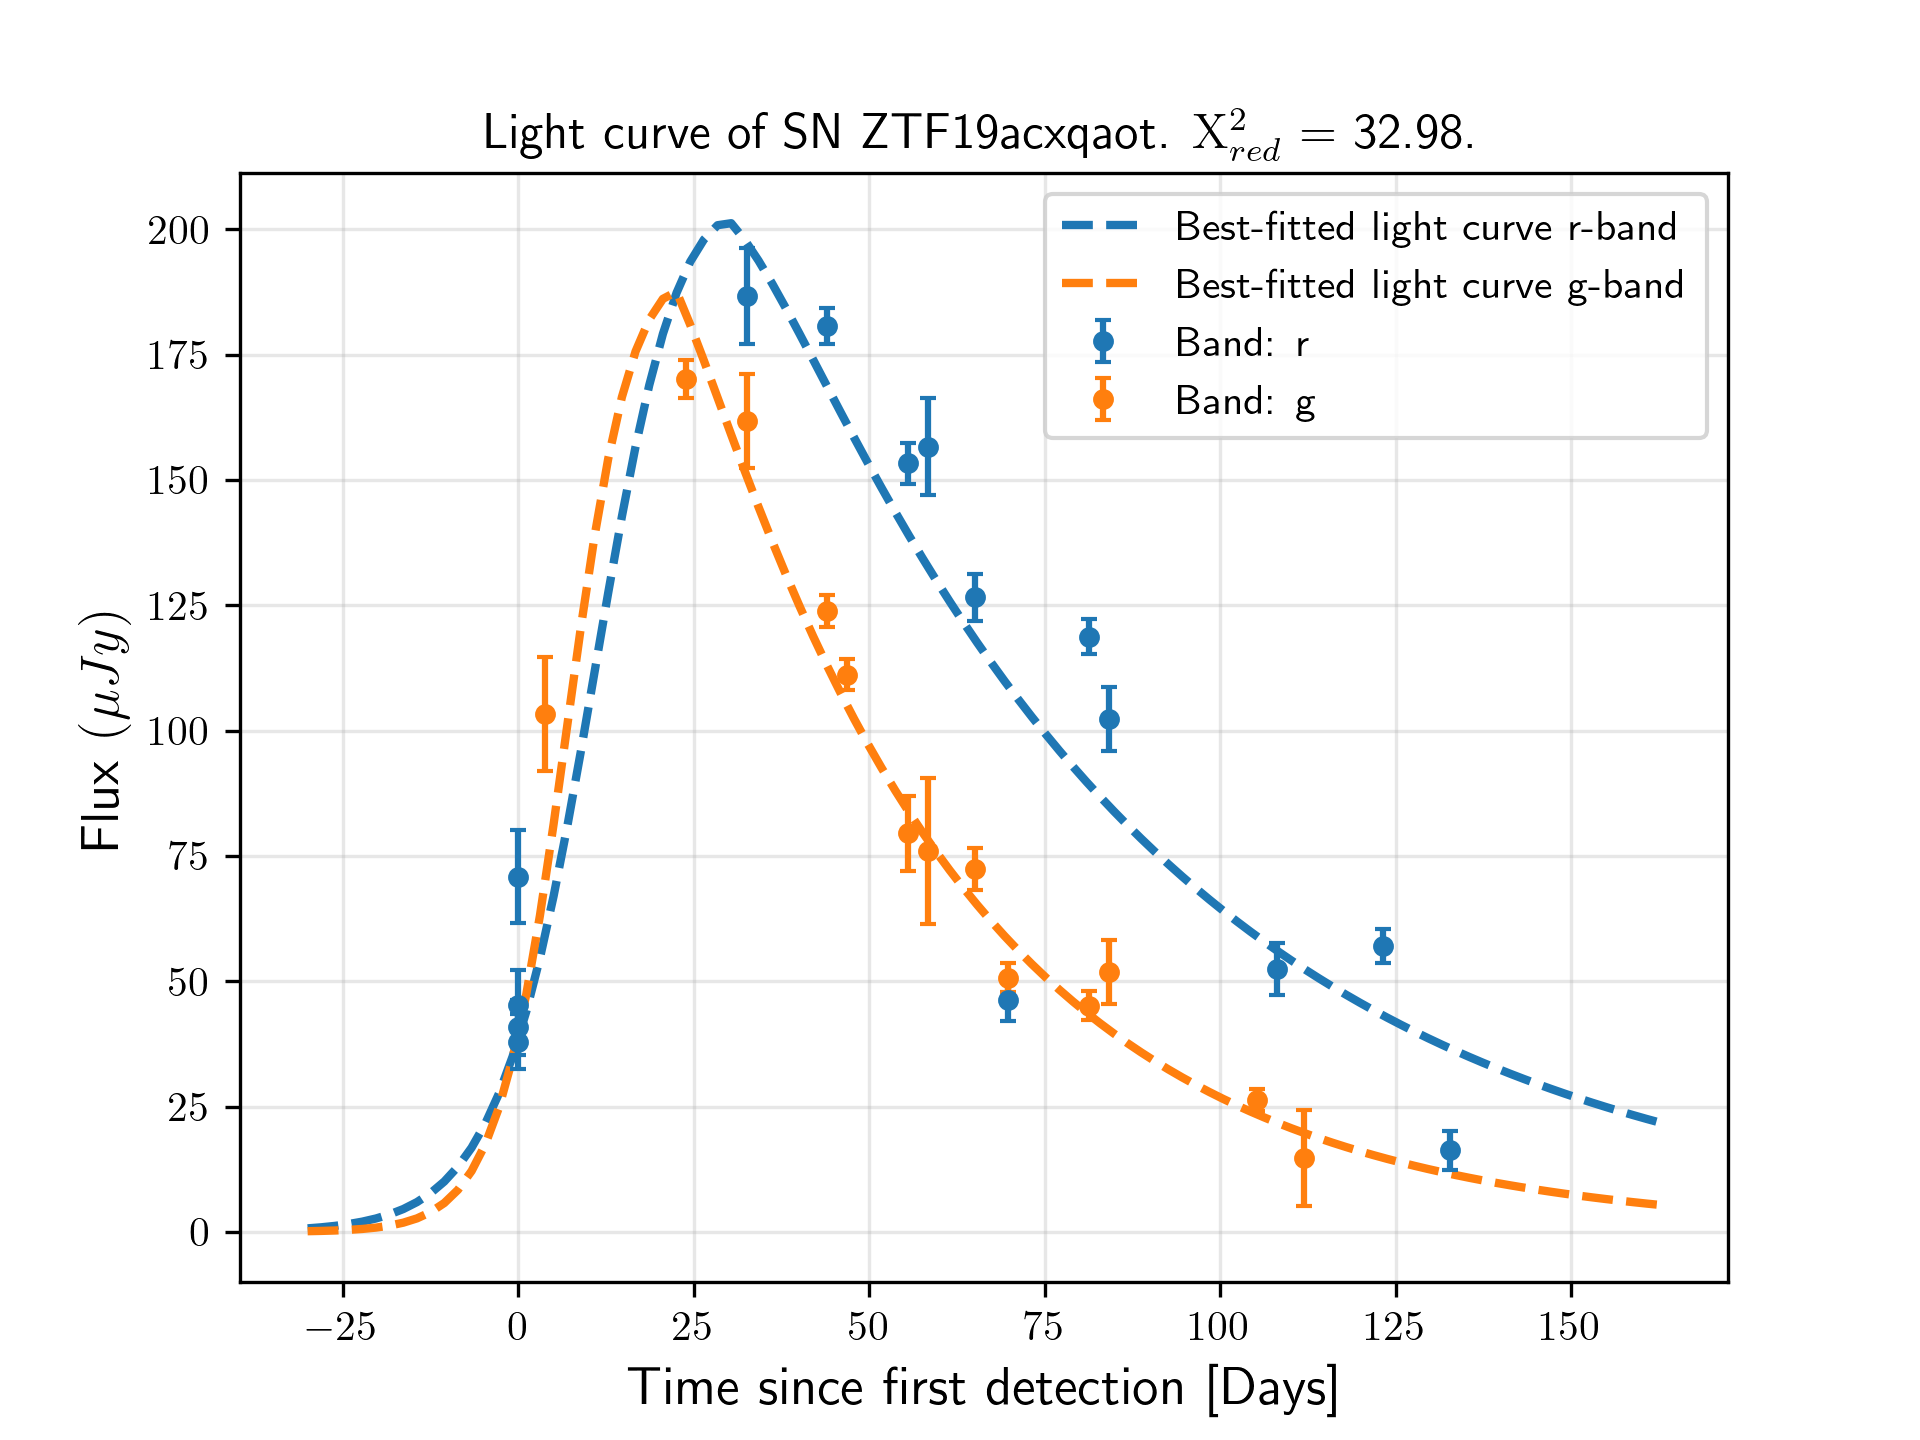 Light curve of SN ZTF19acxqaot. X²red = 32.98.
Best-fitted light curve r-band
Best-fitted light curve g-band
Band: r
Band: g
200
175
150
125
100
75
50
25
0
Flux (μJy)
−25 0 25 50 75 100 125 150
Time since first detection [Days]